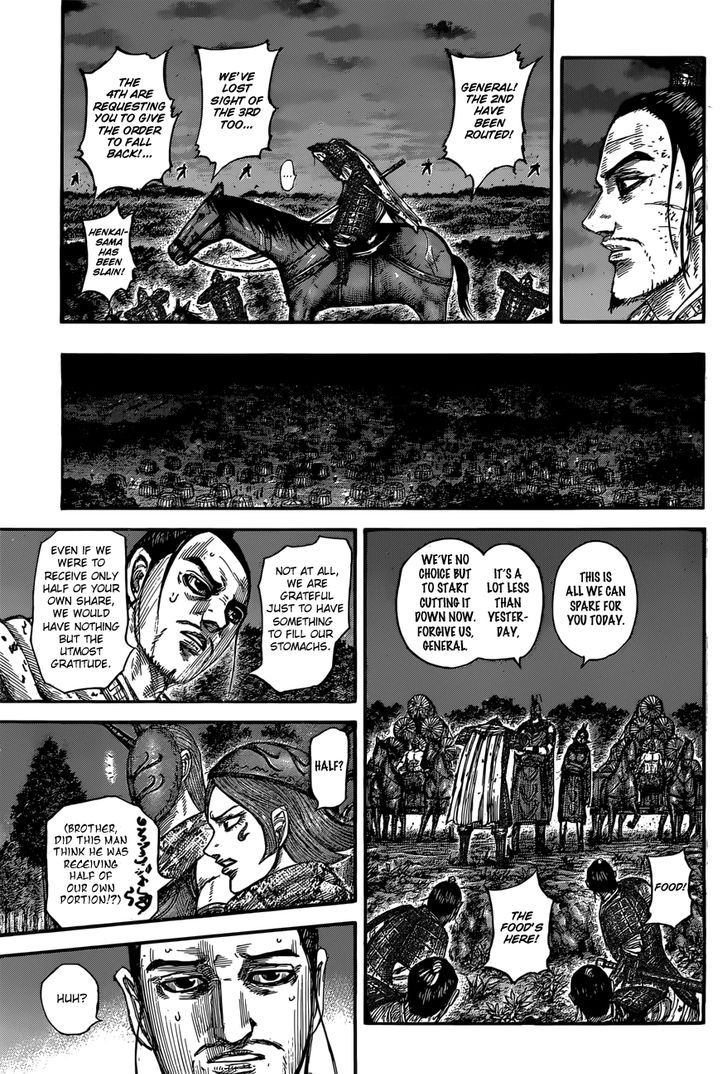 GENERAL!
THE 2ND
HAVE
BEEN
ROUTED!
WE'VE
LOST
SIGHT OF
THE 3RD
TOO...
...
THE
4TH ARE
REQUESTING
YOU TO GIVE
THE ORDER
TO FALL
BACK!...
HENKAI-
SAMA
HAS
BEEN
SLAIN!
THIS IS
ALL WE CAN
SPARE FOR
YOU TODAY.
IT'S A
LOT LESS
THAN
YESTER-
DAY,
WE'VE NO
CHOICE BUT
TO START
CUTTING IT
DOWN NOW.
FORGIVE US,
GENERAL.
FOOD!
THE
FOOD'S
HERE!
NOT AT ALL,
WE ARE
GRATEFUL
JUST TO HAVE
SOMETHING
TO FILL OUR
STOMACHS.
EVEN IF WE
WERE TO
RECEIVE ONLY
HALF OF YOUR
OWN SHARE,
WE WOULD
HAVE NOTHING
BUT THE
UTMOST
GRATITUDE.
HALF?
(BROTHER,
DID THIS MAN
THINK HE WAS
RECEIVING
HALF OF
OUR OWN
PORTION!?)
HUH?